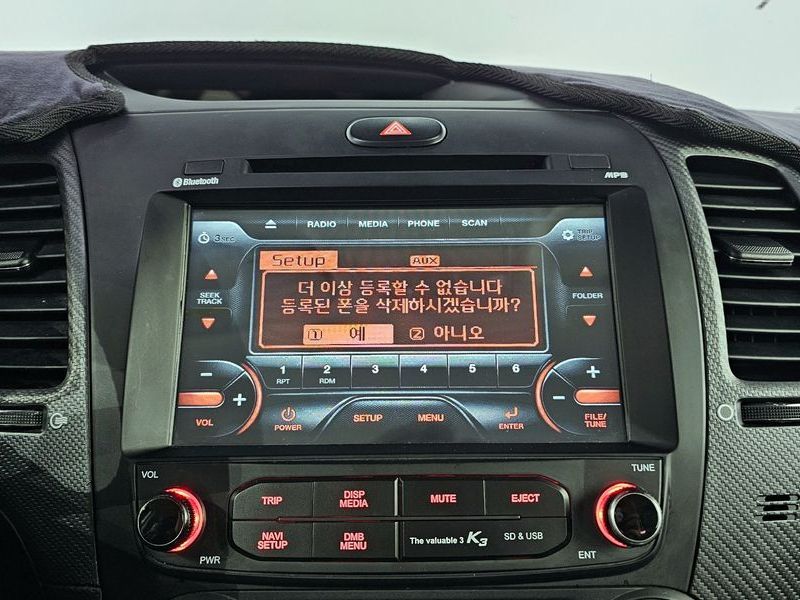 Bluetooth
MP3
RADIO MEDIA PHONE SCAN
3 SEC
TRIP
SETUP
Setup AUX
더 이상 등록할 수 없습니다
등록된 폰을 삭제하시겠습니까?
1 예 2 아니오
SEEK
TRACK
FOLDER
1 2 3 4 5 6
RPT RDM
VOL
POWER
SETUP
MENU
ENTER
FILE/
TUNE
VOL
TUNE
TRIP
DISP
MEDIA
MUTE
EJECT
NAVI
SETUP
DMB
MENU
The valuable 3 K3
SD & USB
PWR
ENT